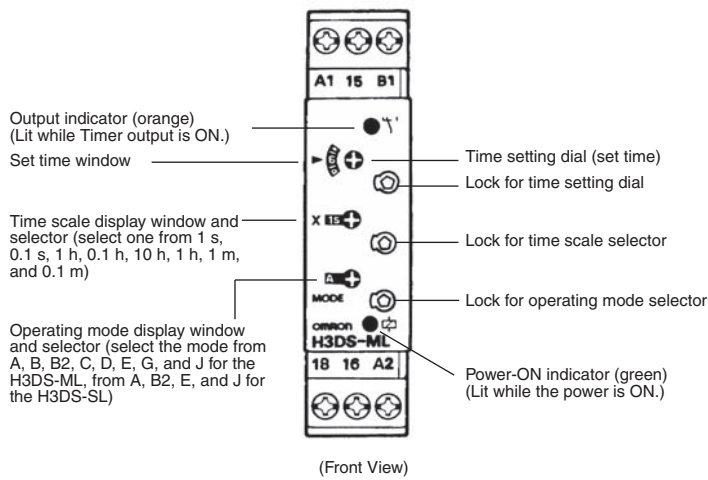 A1 15 B1
Output indicator (orange)
(Lit while Timer output is ON.)
Set time window
Time setting dial (set time)
Lock for time setting dial
Time scale display window and
selector (select one from 1 s,
0.1 s, 1 h, 0.1 h, 10 h, 1 h, 1 m,
and 0.1 m)
X 1S
Lock for time scale selector
A
MODE
Lock for operating mode selector
Operating mode display window
and selector (select the mode from
A, B, B2, C, D, E, G, and J for the
H3DS-ML, from A, B2, E, and J for
the H3DS-SL)
OMRON
H3DS-ML
18 16 A2
Power-ON indicator (green)
(Lit while the power is ON.)
(Front View)